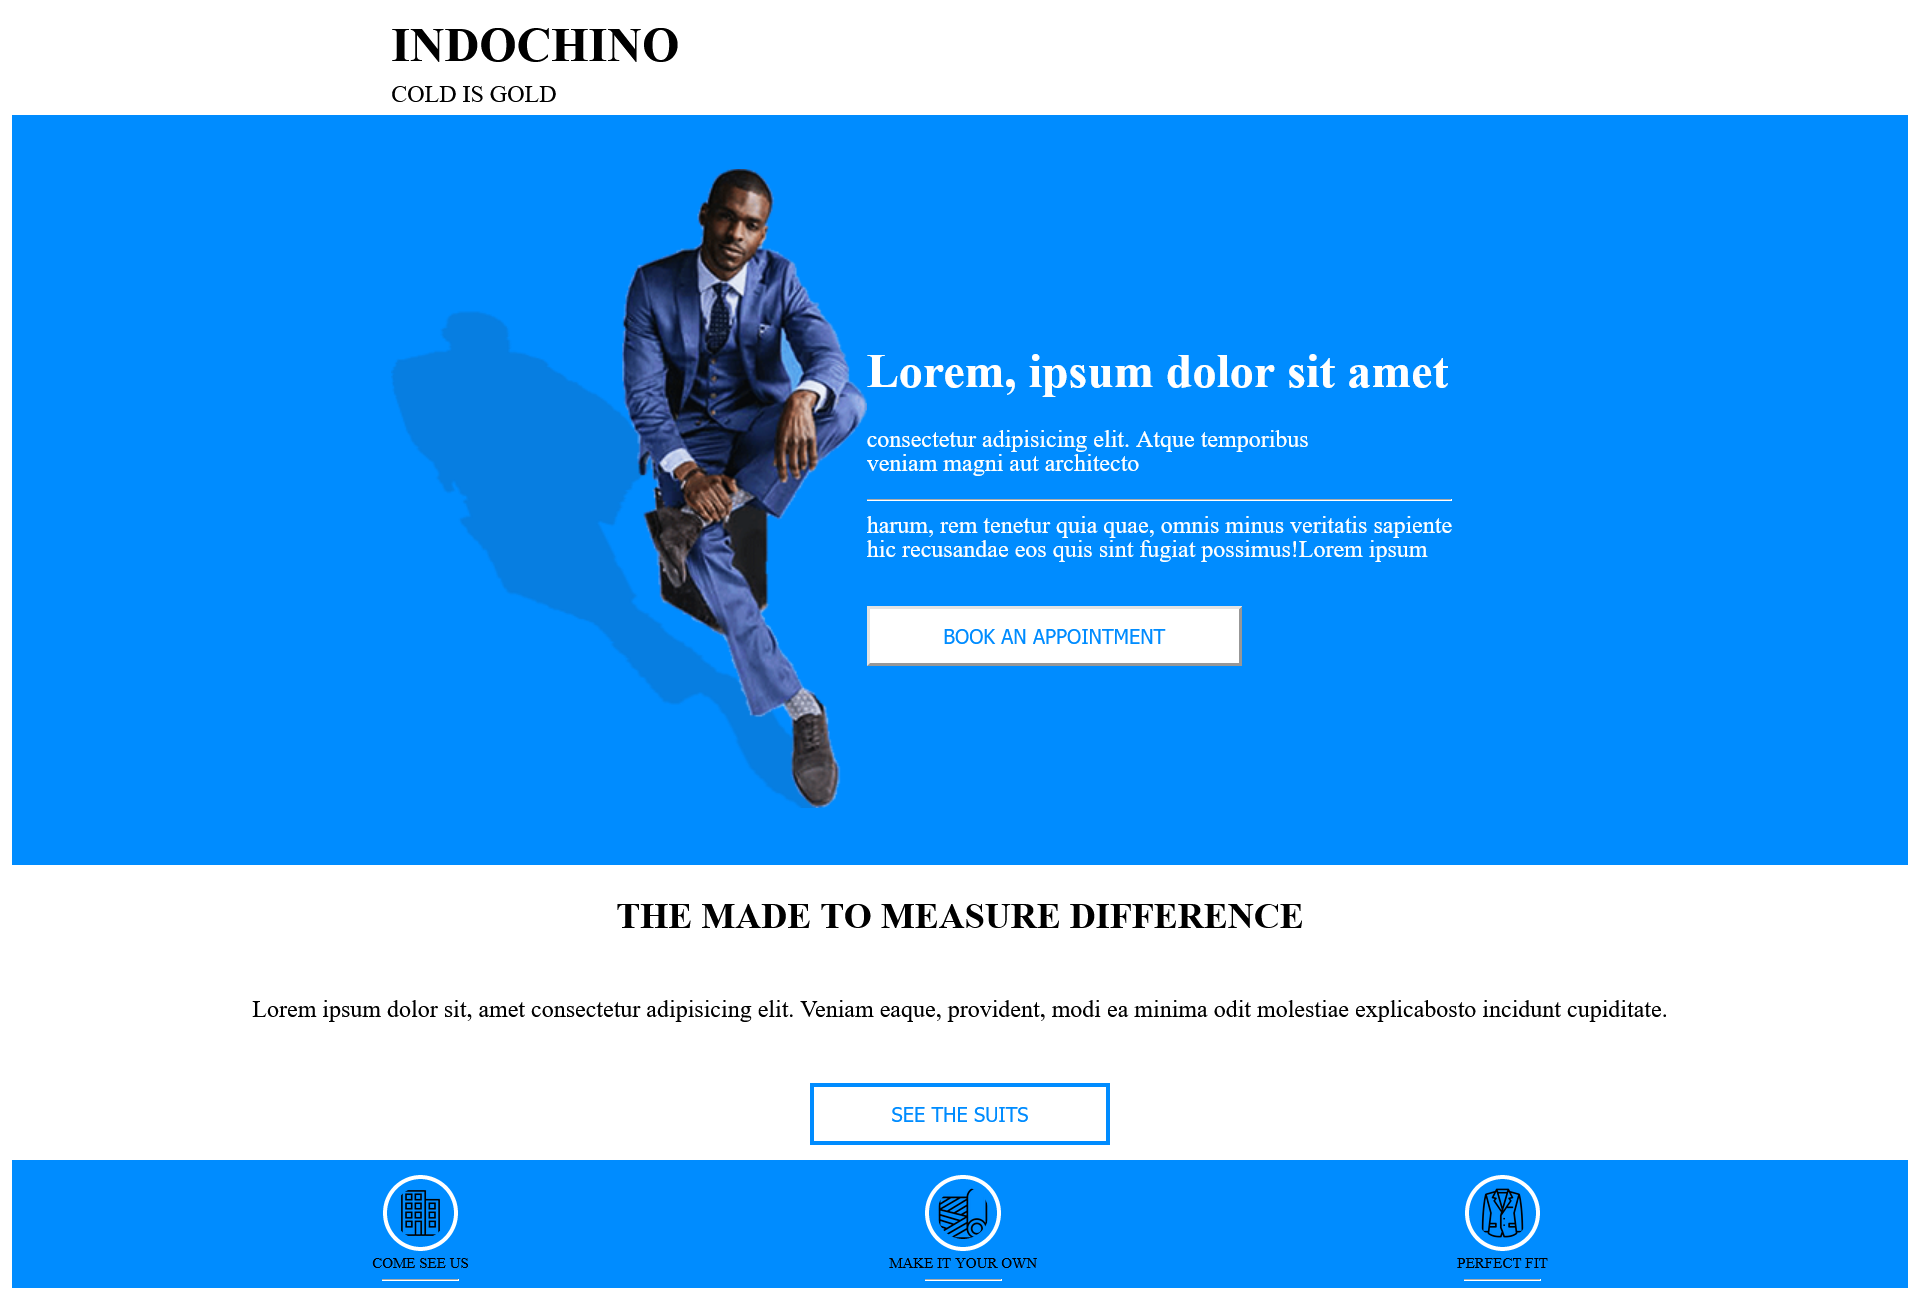 INDOCHINO
COLD IS GOLD
Lorem, ipsum dolor sit amet
consectetur adipisicing elit. Atque temporibus
veniam magni aut architecto
harum, rem tenetur quia quae, omnis minus veritatis sapiente
hic recusandae eos quis sint fugiat possimus!Lorem ipsum
BOOK AN APPOINTMENT
THE MADE TO MEASURE DIFFERENCE
Lorem ipsum dolor sit, amet consectetur adipisicing elit. Veniam eaque, provident, modi ea minima odit molestiae explicabosto incidunt cupiditate.
SEE THE SUITS
COME SEE US
MAKE IT YOUR OWN
PERFECT FIT